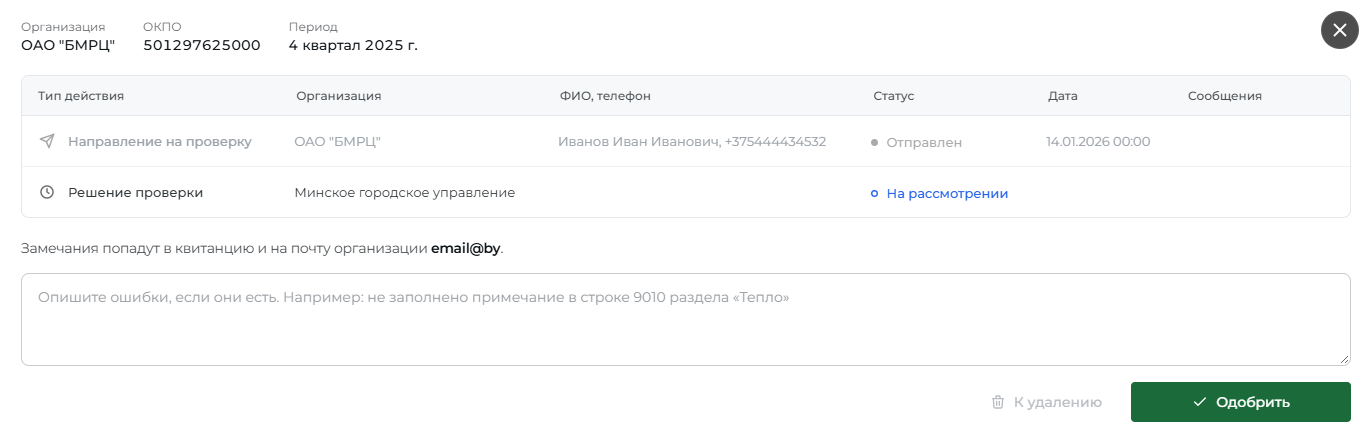 Организация ОКПО Период
ОАО "БМРЦ" 501297625000 4 квартал 2025 г.
Тип действия Организация ФИО, телефон Статус Дата Сообщения
Направление на проверку ОАО "БМРЦ" Иванов Иван Иванович, +375444434532 Отправлен 14.01.2026 00:00
Решение проверки Минское городское управление На рассмотрении
Замечания попадут в квитанцию и на почту организации email@by.
Опишите ошибки, если они есть. Например: не заполнено примечание в строке 9010 раздела «Тепло»
К удалению Одобрить